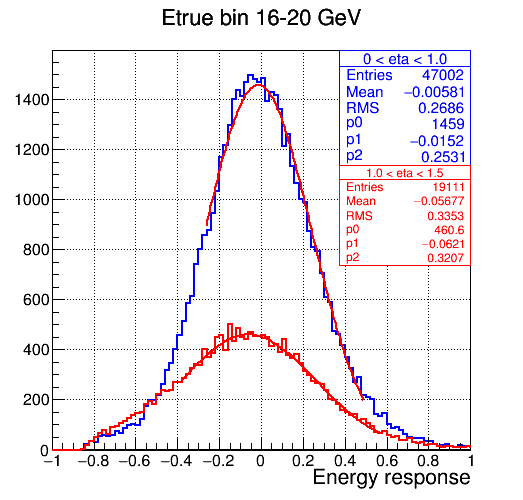 Etrue bin 16-20 GeV
0 < eta < 1.0
Entries 47002
Mean −0.00581
RMS 0.2686
p0 1459
p1 −0.0152
p2 0.2531
1.0 < eta < 1.5
Entries 19111
Mean −0.05677
RMS 0.3353
p0 460.6
p1 −0.0621
p2 0.3207
1400
1200
1000
800
600
400
200
0
−1 −0.8 −0.6 −0.4 −0.2 0 0.2 0.4 0.6 0.8 1
Energy response